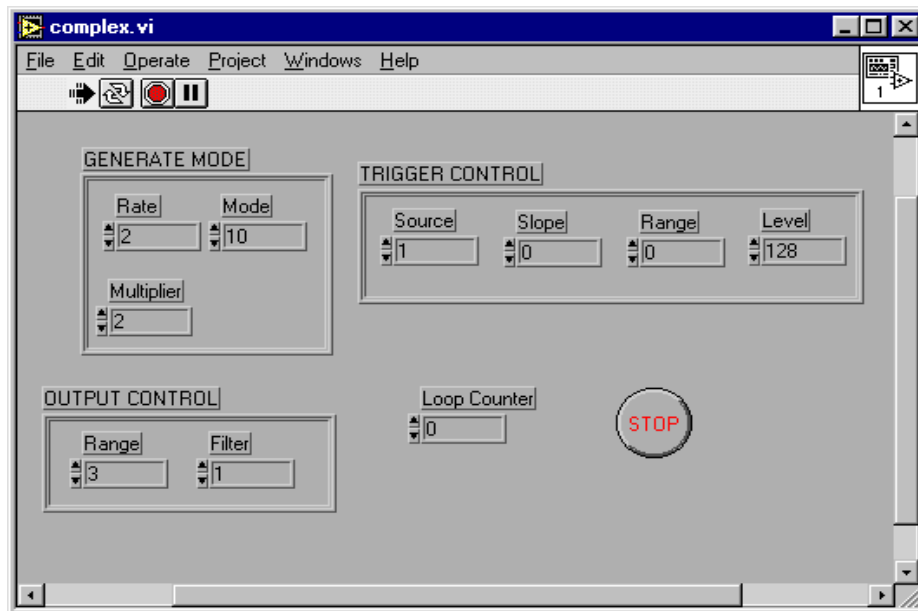 complex.vi
File Edit Operate Project Windows Help
1
GENERATE MODE
Rate Mode
2 10
Multiplier
2
TRIGGER CONTROL
Source Slope Range Level
1 0 0 128
OUTPUT CONTROL
Range Filter
3 1
Loop Counter
0
STOP